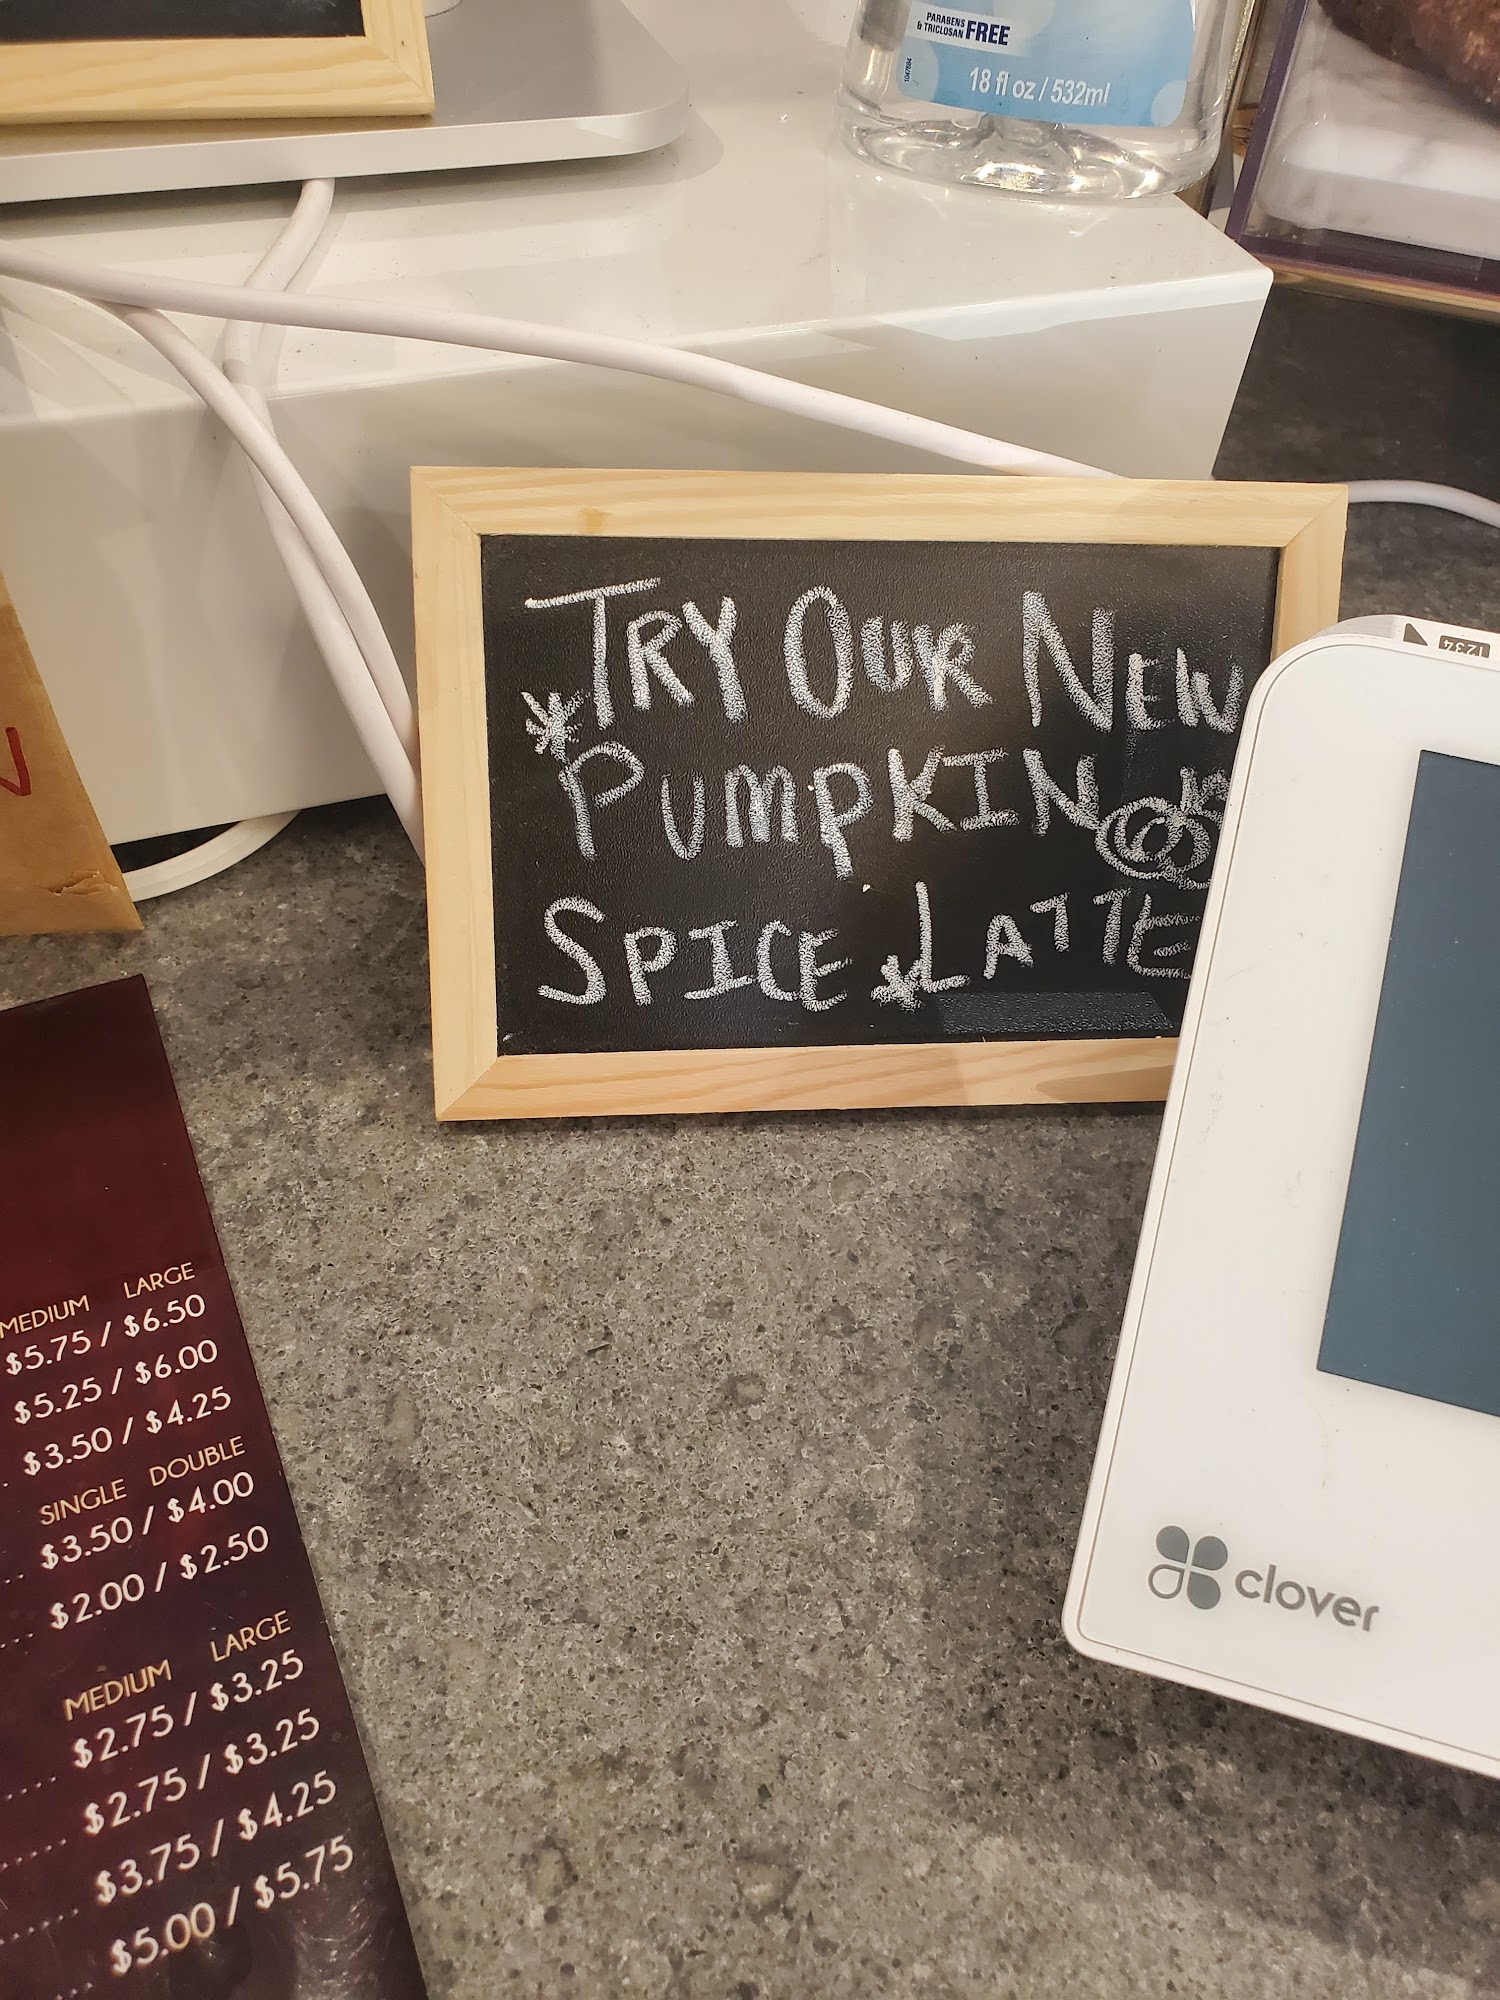 PARABENS
& TRICLOSAN FREE
18 fl oz / 532ml
1234
TRY OUR NEW
PUMPKIN
SPICE LATTE
MEDIUM LARGE
$5.75 / $6.50
$5.25 / $6.00
$3.50 / $4.25
SINGLE DOUBLE
$3.50 / $4.00
$2.00 / $2.50
MEDIUM LARGE
$2.75 / $3.25
$2.75 / $3.25
$3.75 / $4.25
$5.00 / $5.75
clover